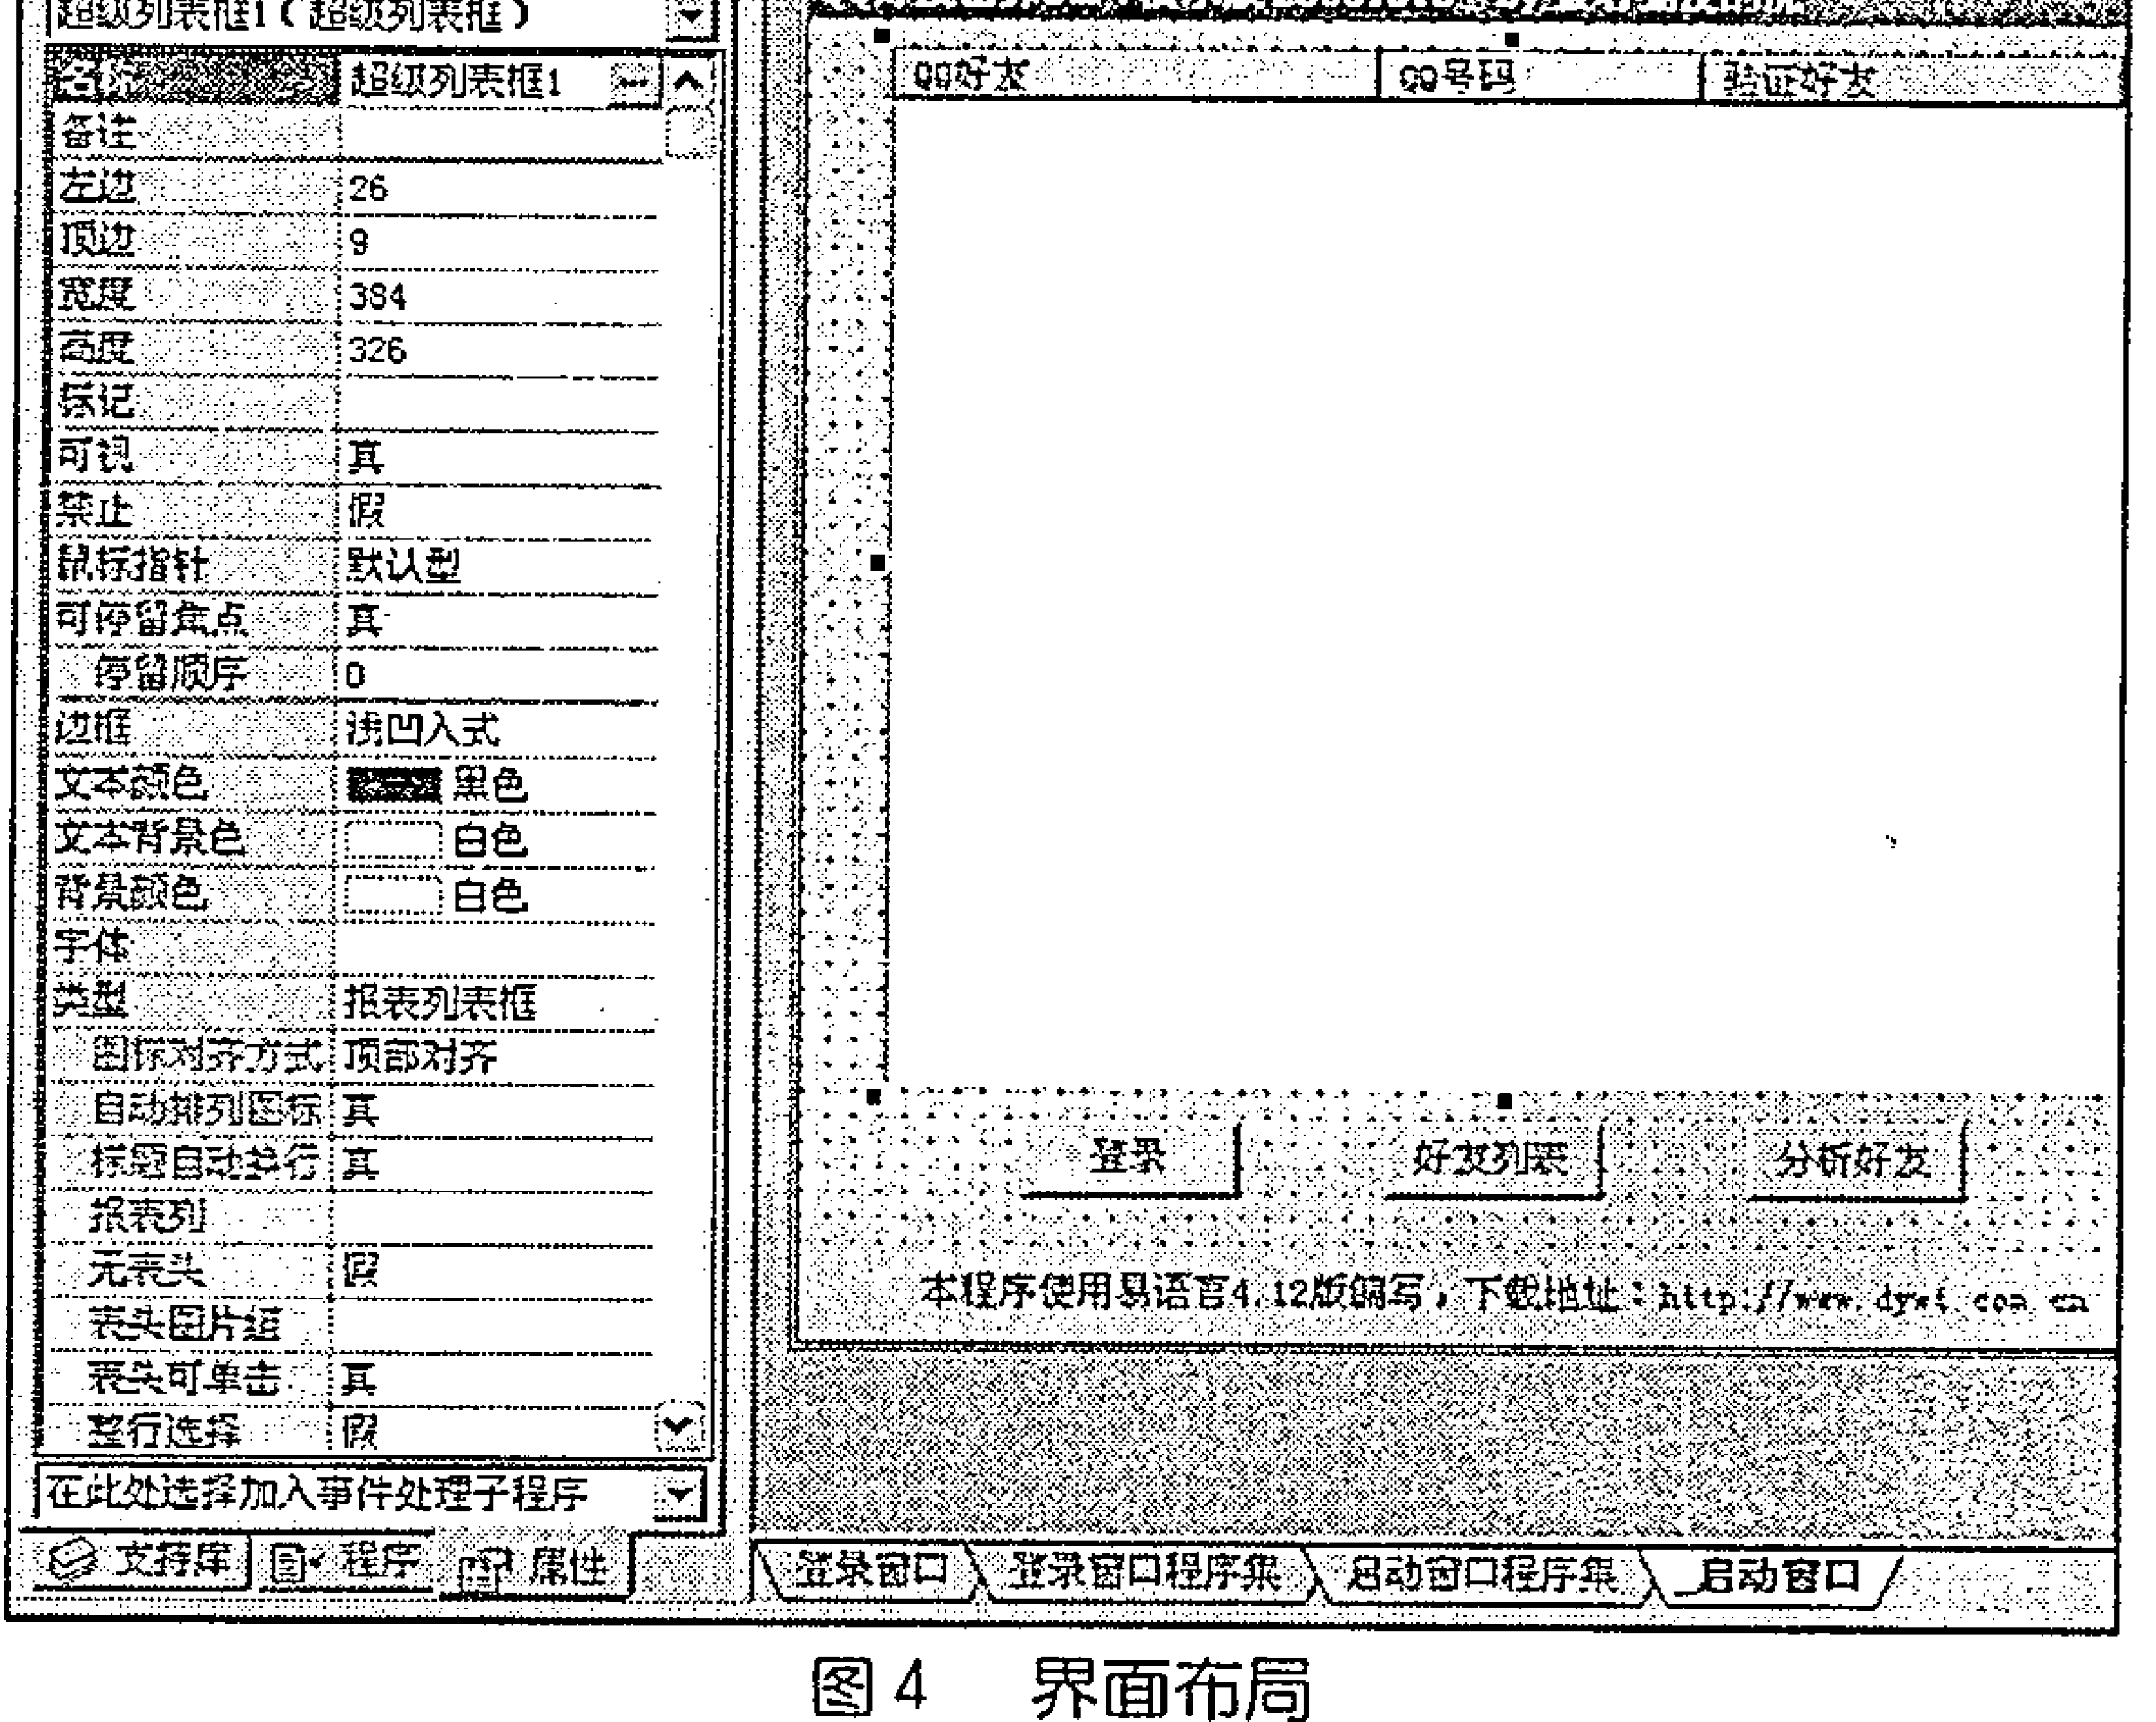 超级列表框1（超级列表框）
名称 超级列表框1
备注
左边 26
顶边 9
宽度 384
高度 326
标记
可视 真
禁止 假
鼠标指针 默认型
可停留焦点 真
停留顺序 0
边框 浅凹入式
文本颜色 黑色
文本背景色 白色
背景颜色 白色
字体
类型 报表列表框
图标对齐方式 顶部对齐
自动排列图标 真
标题自动换行 真
报表列
无表头 假
表头图片组
表头可单击 真
整行选择 假
在此处选择加入事件处理子程序
支持库 程序 属性
QQ好友 QQ号码 验证好友
登录 好友列表 分析好友
本程序使用易语言4.12版编写，下载地址：http://www.dywt.com.cn
登录窗口 登录窗口程序集 启动窗口程序集 _启动窗口
图4 界面布局